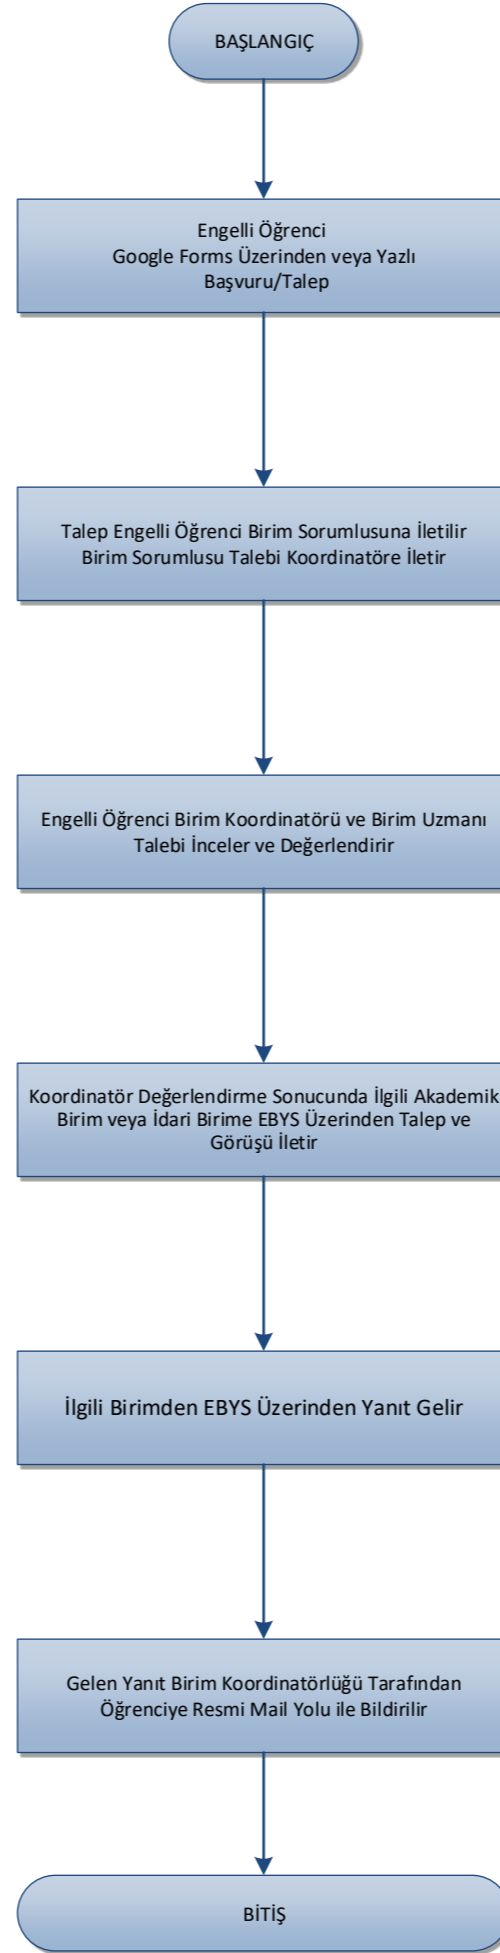 BAŞLANGIÇ
Engelli Öğrenci
Google Forms Üzerinden veya Yazlı
Başvuru/Talep
Talep Engelli Öğrenci Birim Sorumlusuna İletilir
Birim Sorumlusu Talebi Koordinatöre İletir
Engelli Öğrenci Birim Koordinatörü ve Birim Uzmanı
Talebi İnceler ve Değerlendirir
Koordinatör Değerlendirme Sonucunda İlgili Akademik
Birim veya İdari Birime EBYS Üzerinden Talep ve
Görüşü İletir
İlgili Birimden EBYS Üzerinden Yanıt Gelir
Gelen Yanıt Birim Koordinatörlüğü Tarafından
Öğrenciye Resmi Mail Yolu ile Bildirilir
BİTİŞ